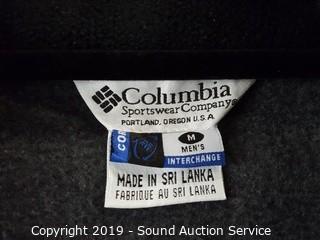 Columbia
Sportswear Company®
PORTLAND, OREGON U.S.A.
M
MEN'S
INTERCHANGE
MADE IN SRI LANKA
FABRIQUE AU SRI LANKA
Copyright 2019 - Sound Auction Service